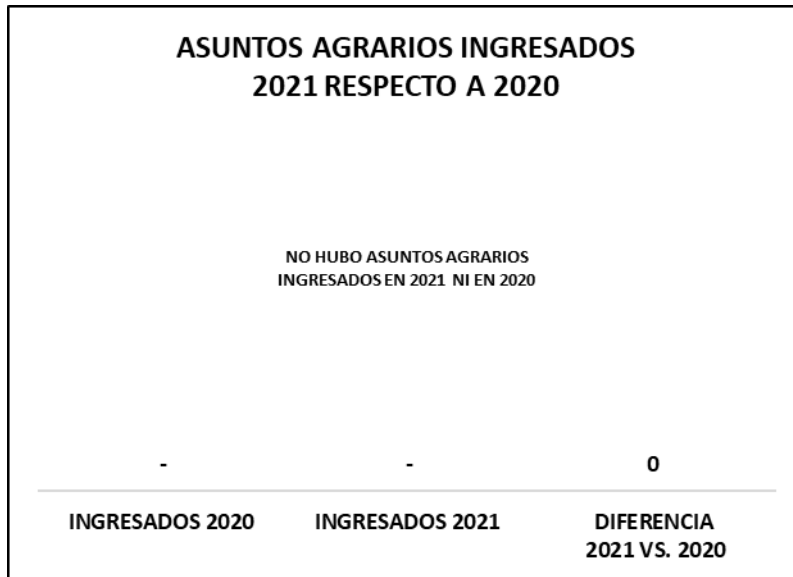 ASUNTOS AGRARIOS INGRESADOS
2021 RESPECTO A 2020
NO HUBO ASUNTOS AGRARIOS
INGRESADOS EN 2021 NI EN 2020
- - 0
INGRESADOS 2020 INGRESADOS 2021 DIFERENCIA
2021 VS. 2020